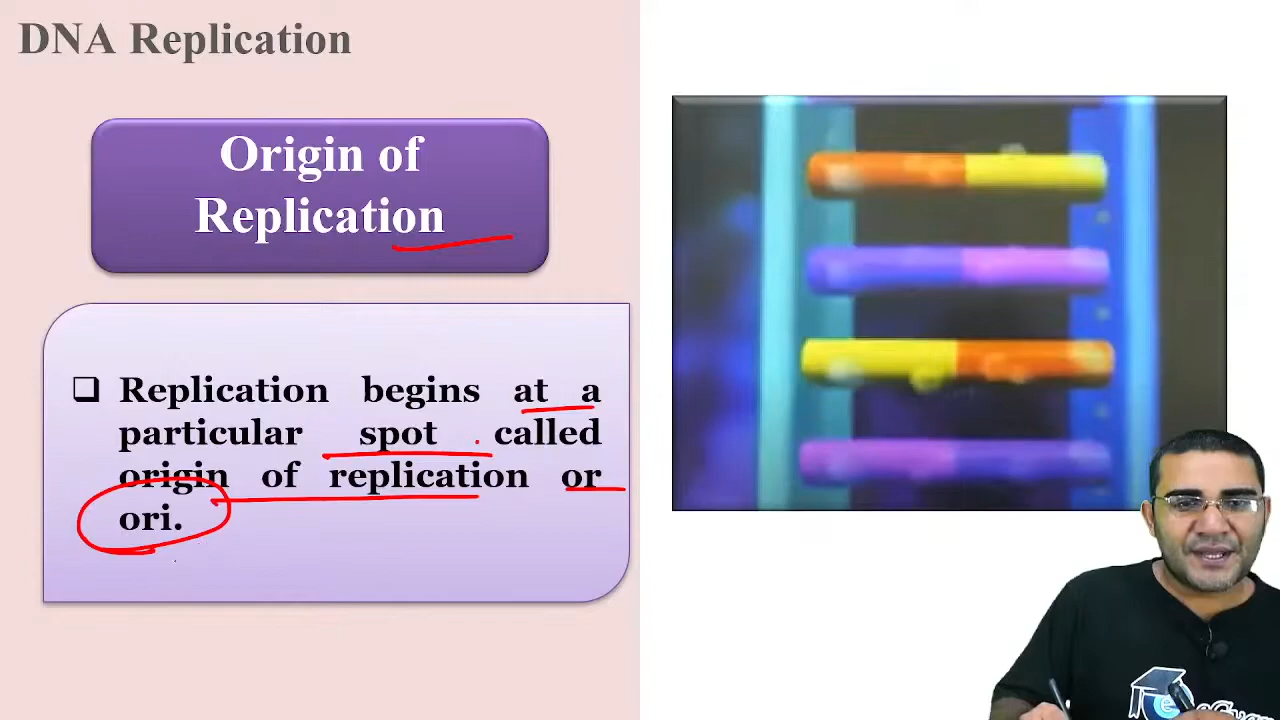 DNA Replication
Origin of
Replication
❑ Replication begins at a
particular spot called
origin of replication or
ori.